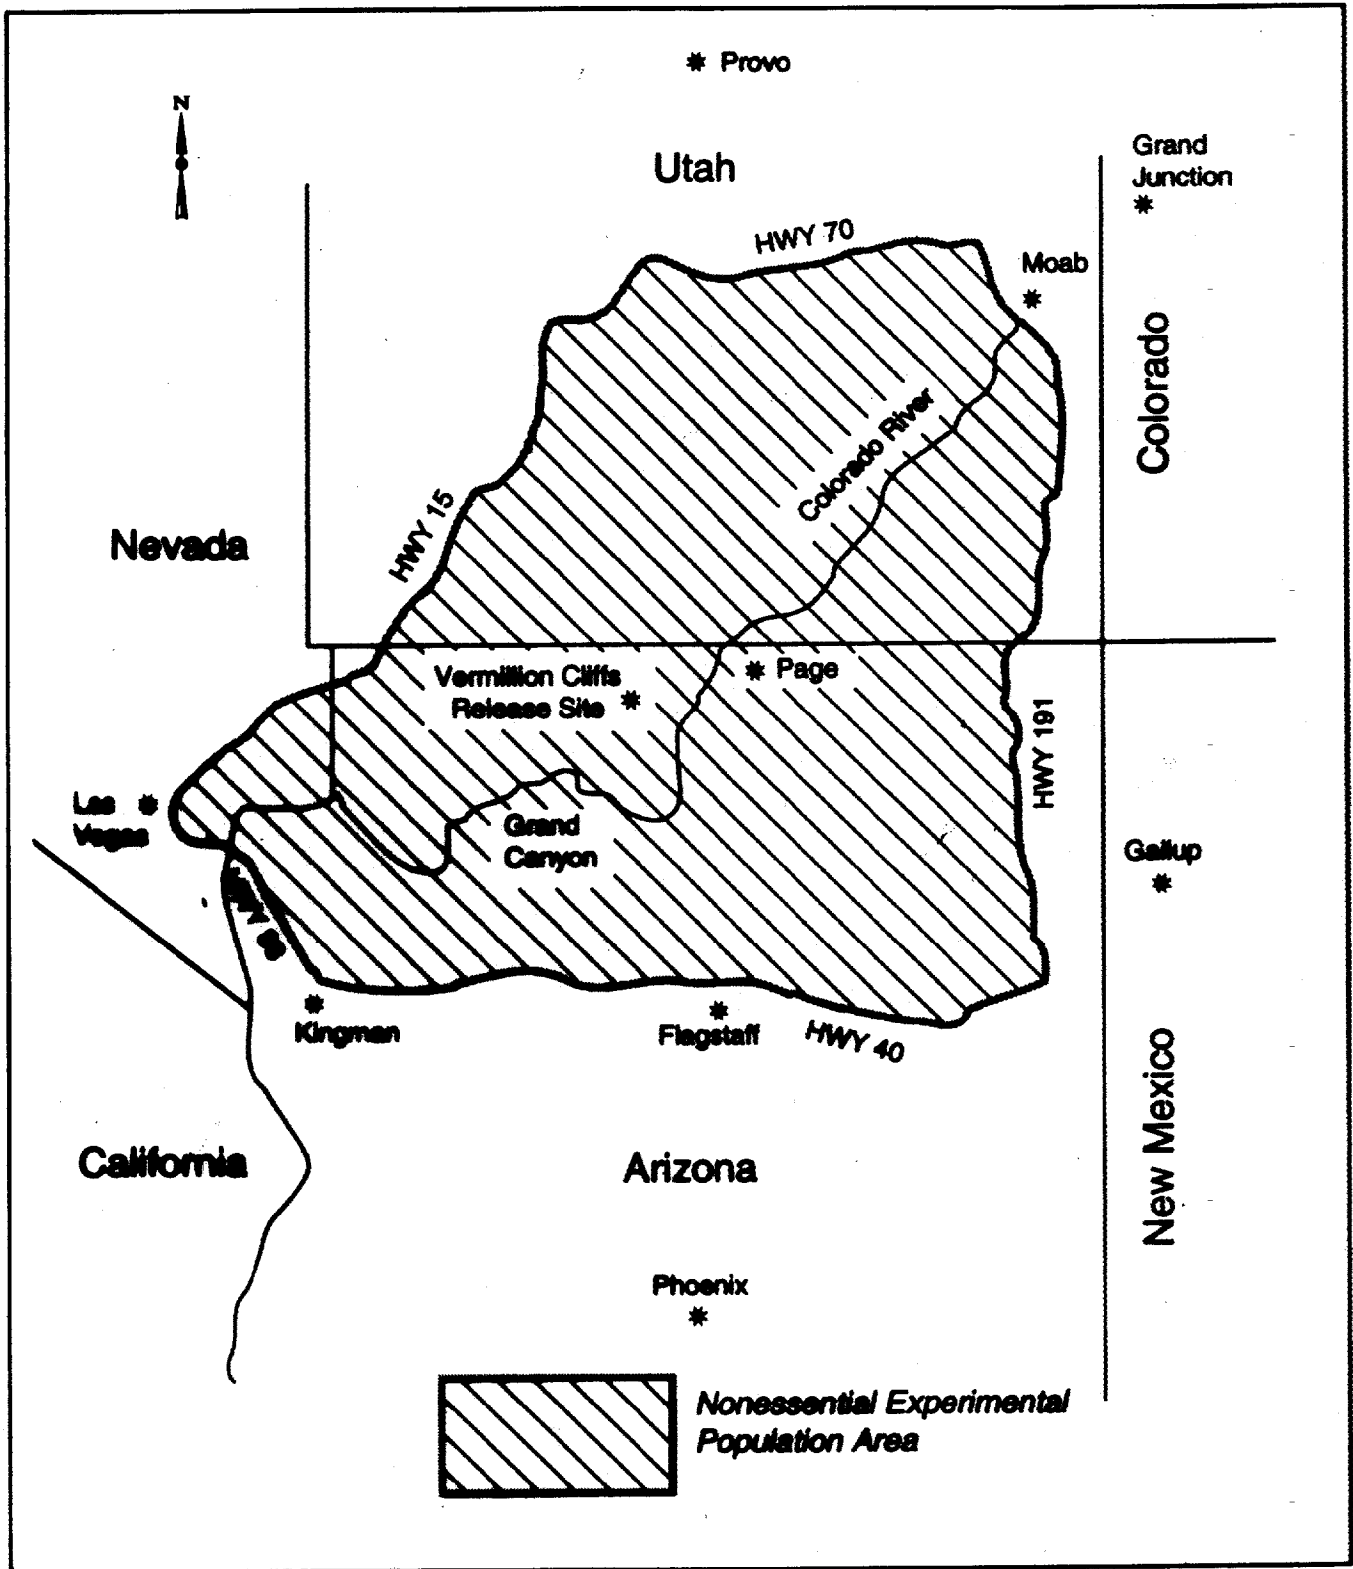 Provo
N
Utah
Grand
Junction
HWY 70
Moab
Colorado
Colorado River
HWY 15
Nevada
Vermillion Cliffs
Release Site
Page
HWY 191
Las
Vegas
Grand
Canyon
Gallup
Kingman
Flagstaff
HWY 40
California
Arizona
New Mexico
Phoenix
Nonessential Experimental
Population Area